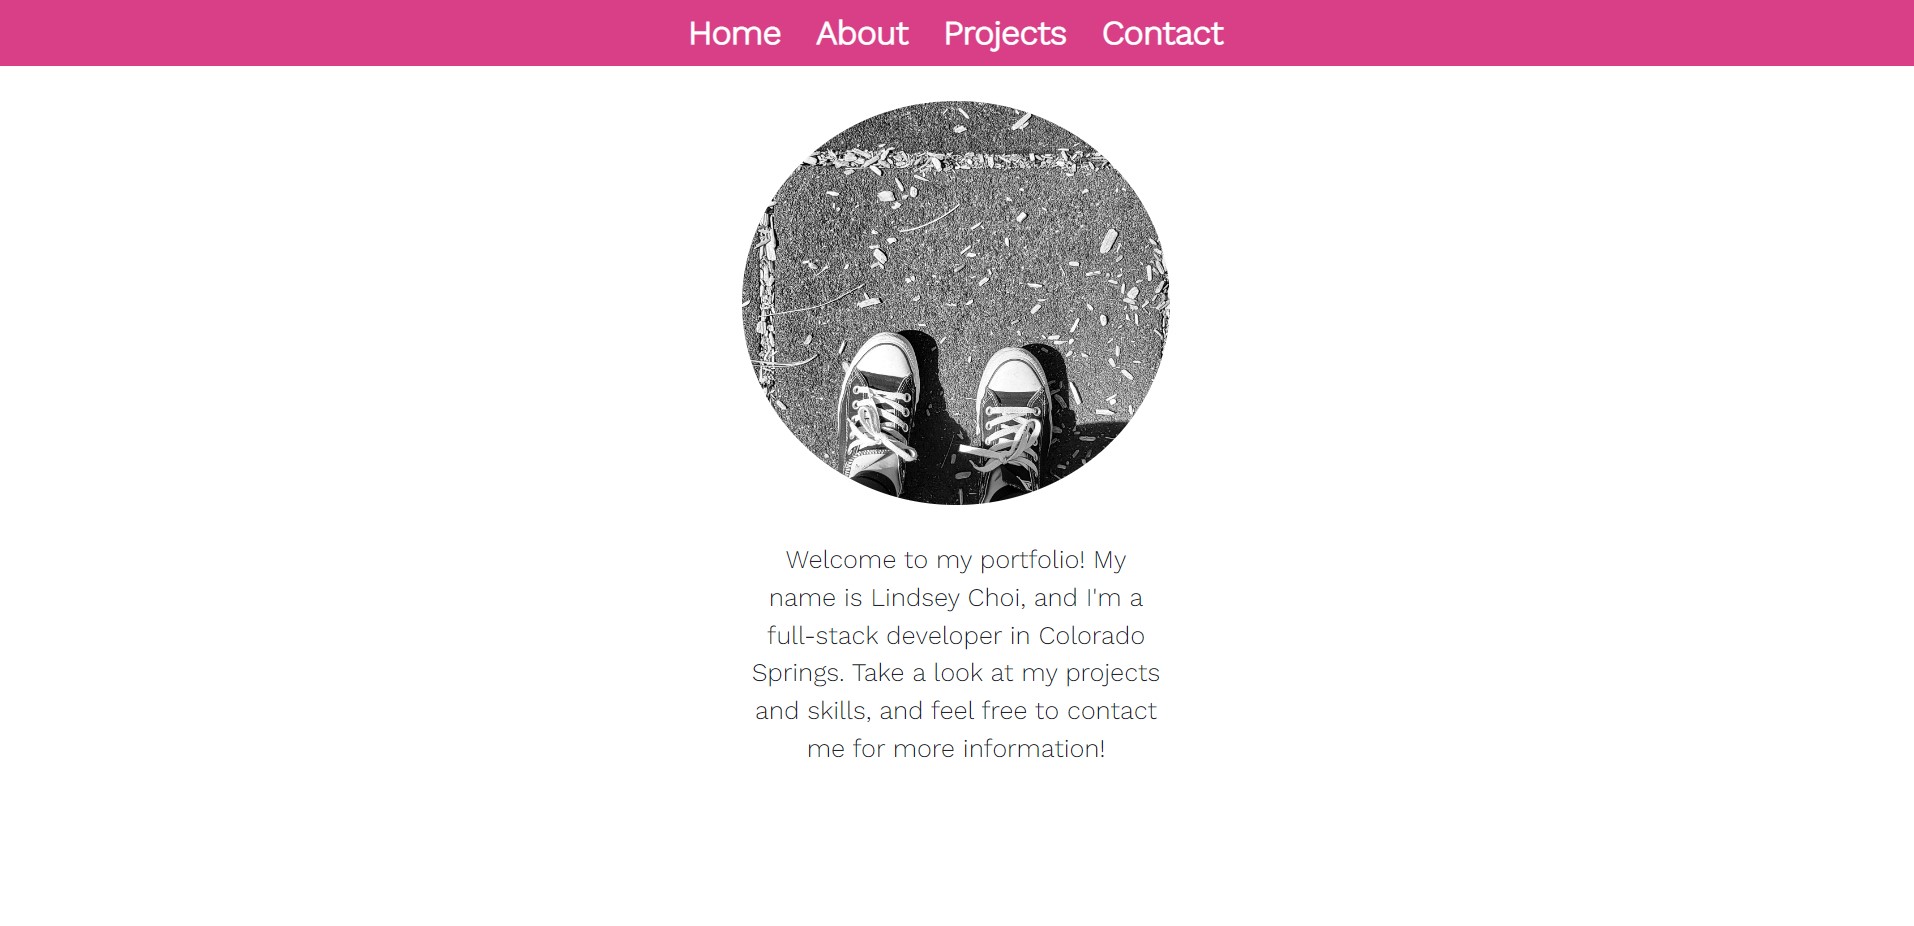 Home About Projects Contact
Welcome to my portfolio! My
name is Lindsey Choi, and I'm a
full-stack developer in Colorado
Springs. Take a look at my projects
and skills, and feel free to contact
me for more information!